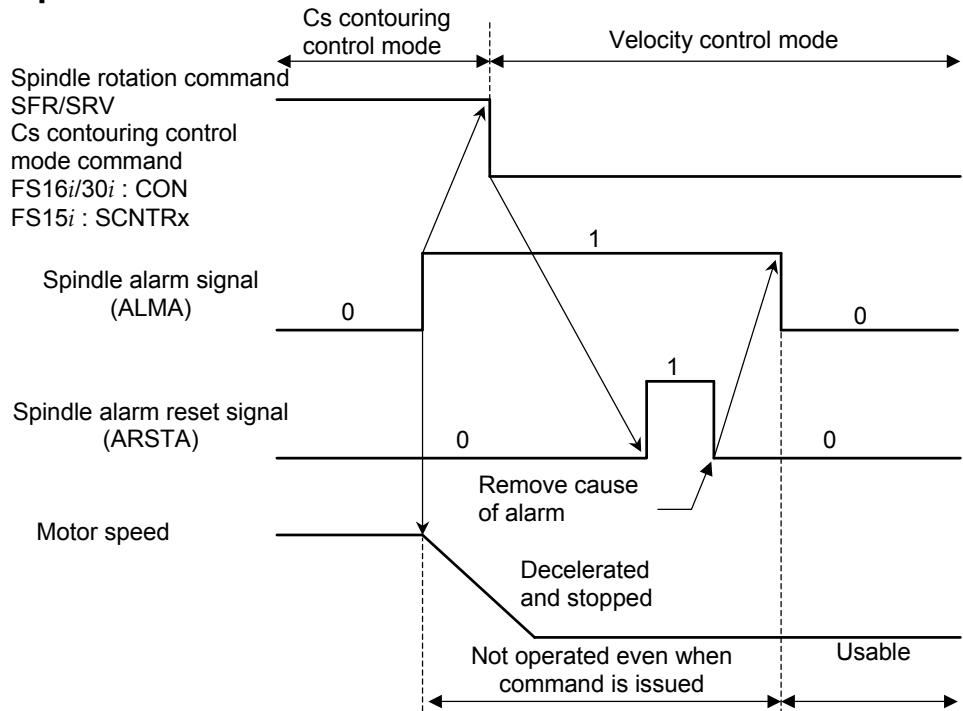 Cs contouring
control mode
Velocity control mode
Spindle rotation command
SFR/SRV
Cs contouring control
mode command
FS16i/30i : CON
FS15i : SCNTRx
1
Spindle alarm signal
(ALMA)
0
0
1
Spindle alarm reset signal
(ARSTA)
0
0
Remove cause
of alarm
Motor speed
Decelerated
and stopped
Not operated even when
command is issued
Usable